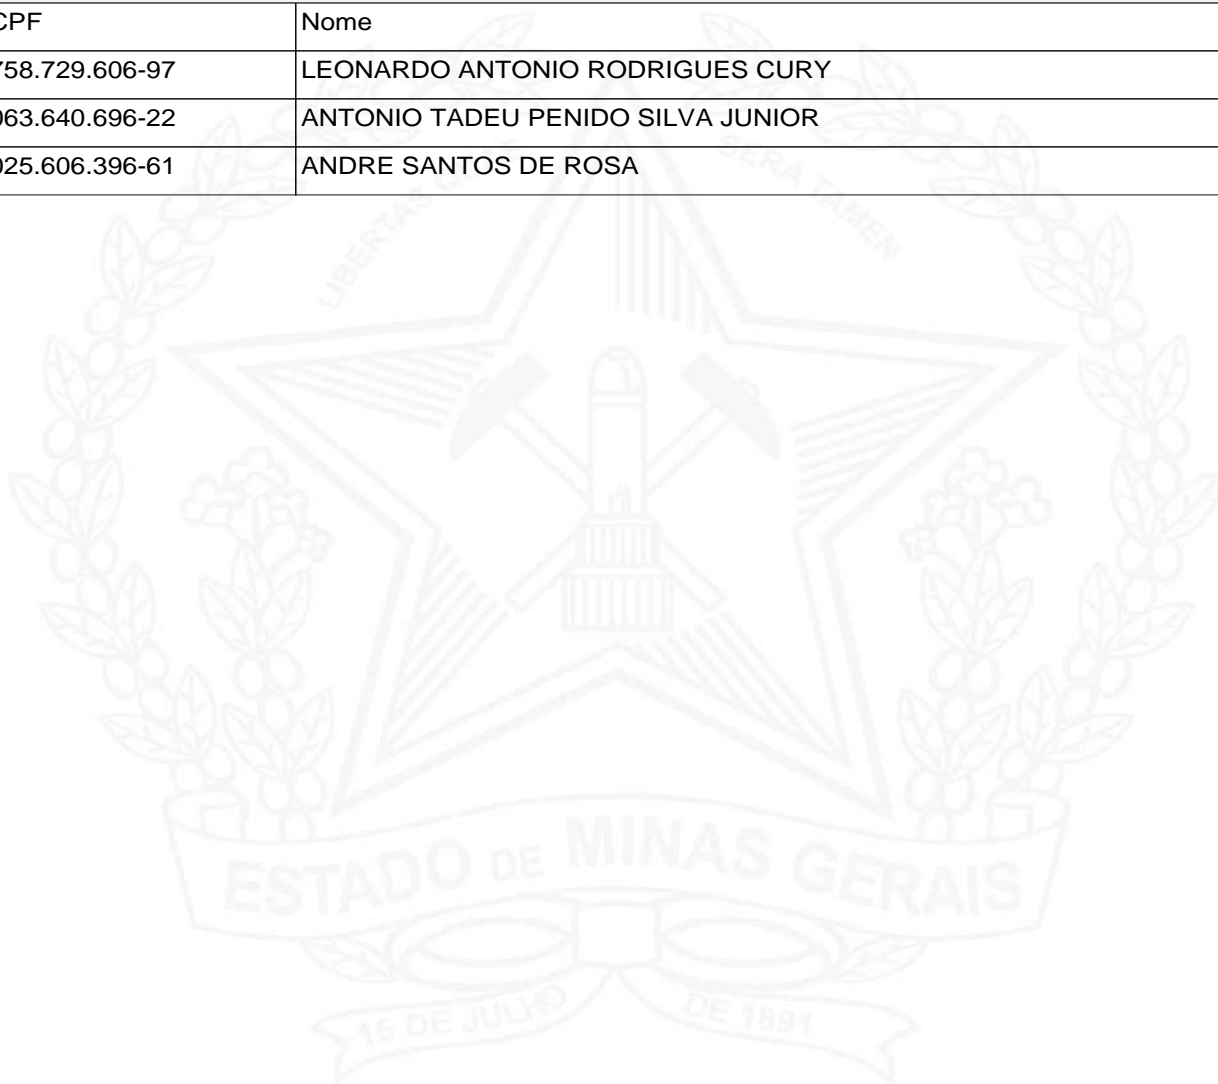 CPF Nome
758.729.606-97 LEONARDO ANTONIO RODRIGUES CURY
063.640.696-22 ANTONIO TADEU PENIDO SILVA JUNIOR
025.606.396-61 ANDRE SANTOS DE ROSA
LIBERTAS QUÆ SERA TAMEN
ESTADO DE MINAS GERAIS
15 DE JULHO DE 1891